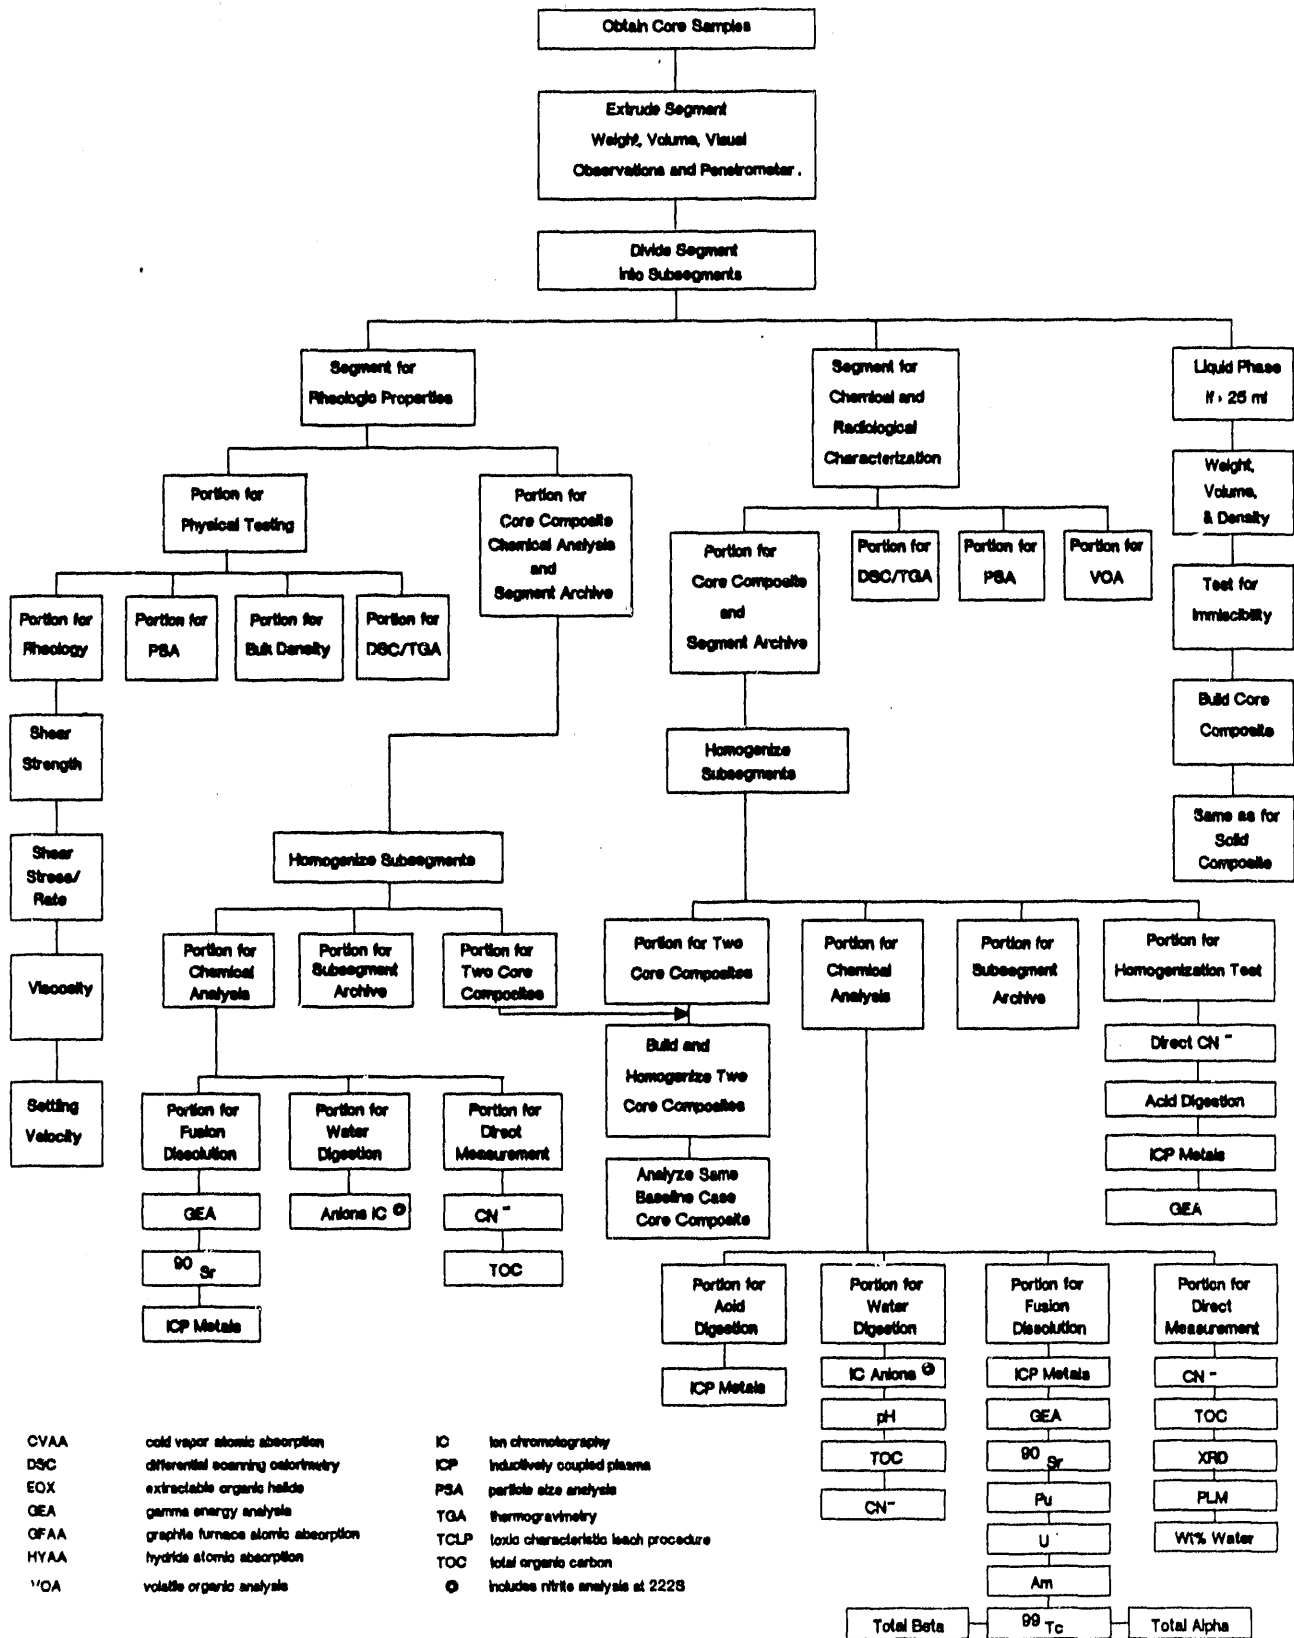 Obtain Core Samples
Extrude Segment
Weight, Volume, Visual
Observations and Penetrometer.
Divide Segment
into Subsegments
Segment for
Rheologic Properties
Segment for
Chemical and
Radiological
Characterization
Liquid Phase
If > 25 ml
Portion for
Physical Testing
Portion for
Core Composite
Chemical Analysis
and
Segment Archive
Weight,
Volume,
& Density
Portion for
Core Composite
and
Segment Archive
Portion for
DSC/TGA
Portion for
PSA
Portion for
VOA
Test for
Immiscibility
Portion for
Rheology
Portion for
PSA
Portion for
Bulk Density
Portion for
DSC/TGA
Build Core
Composite
Shear
Strength
Homogenize
Subsegments
Same as for
Solid
Composite
Shear
Stress/
Rate
Homogenize Subsegments
Portion for
Chemical
Analysis
Portion for
Subsegment
Archive
Portion for
Two Core
Composites
Portion for Two
Core Composites
Portion for
Chemical
Analysis
Portion for
Subsegment
Archive
Portion for
Homogenization Test
Viscosity
Build and
Homogenize Two
Core Composites
Direct CN⁻
Acid Digestion
ICP Metals
GEA
Settling
Velocity
Portion for
Fusion
Dissolution
Portion for
Water
Digestion
Portion for
Direct
Measurement
Analyze Same
Baseline Case
Core Composite
GEA
Anions IC
CN⁻
90 Sr
TOC
ICP Metals
Portion for
Acid
Digestion
Portion for
Water
Digestion
Portion for
Fusion
Dissolution
Portion for
Direct
Measurement
ICP Metals
IC Anions
pH
TOC
CN⁻
ICP Metals
GEA
90 Sr
Pu
U
Am
Total Beta
99 Tc
Total Alpha
CN⁻
TOC
XRD
PLM
Wt% Water
CVAA cold vapor atomic absorption
DSC differential scanning calorimetry
EOX extractable organic halide
GEA gamma energy analysis
GFAA graphite furnace atomic absorption
HYAA hydride atomic absorption
VOA volatile organic analysis
IC ion chromotography
ICP inductively coupled plasma
PSA particle size analysis
TGA thermogravimetry
TCLP toxic characteristic leach procedure
TOC total organic carbon
includes nitrite analysis at 222S